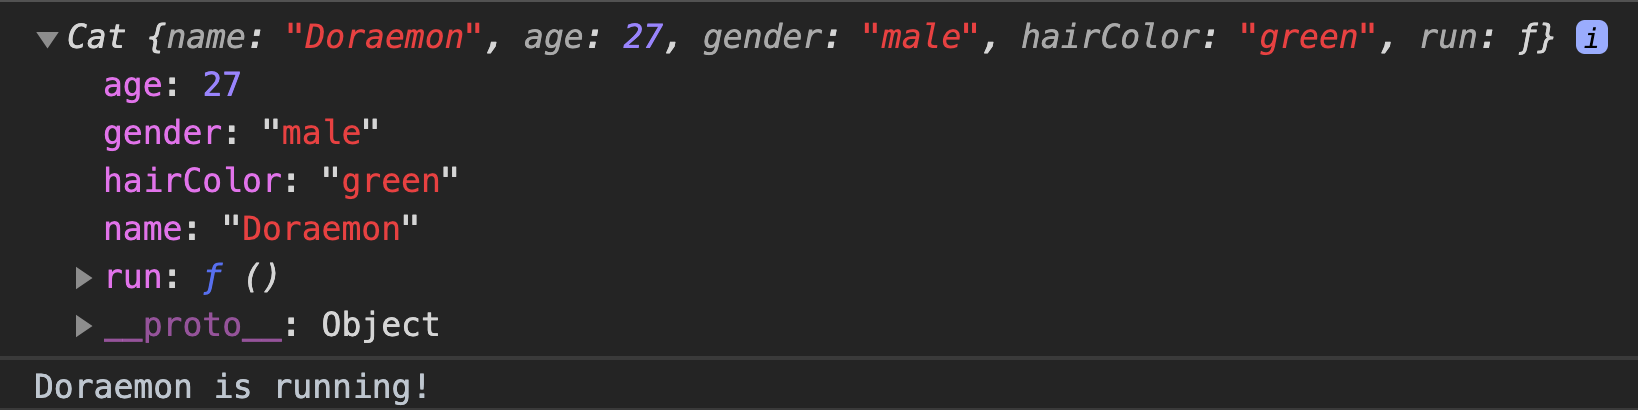 ▼Cat {name: "Doraemon", age: 27, gender: "male", hairColor: "green", run: ƒ} i
age: 27
gender: "male"
hairColor: "green"
name: "Doraemon"
▶run: ƒ ()
▶__proto__: Object
Doraemon is running!